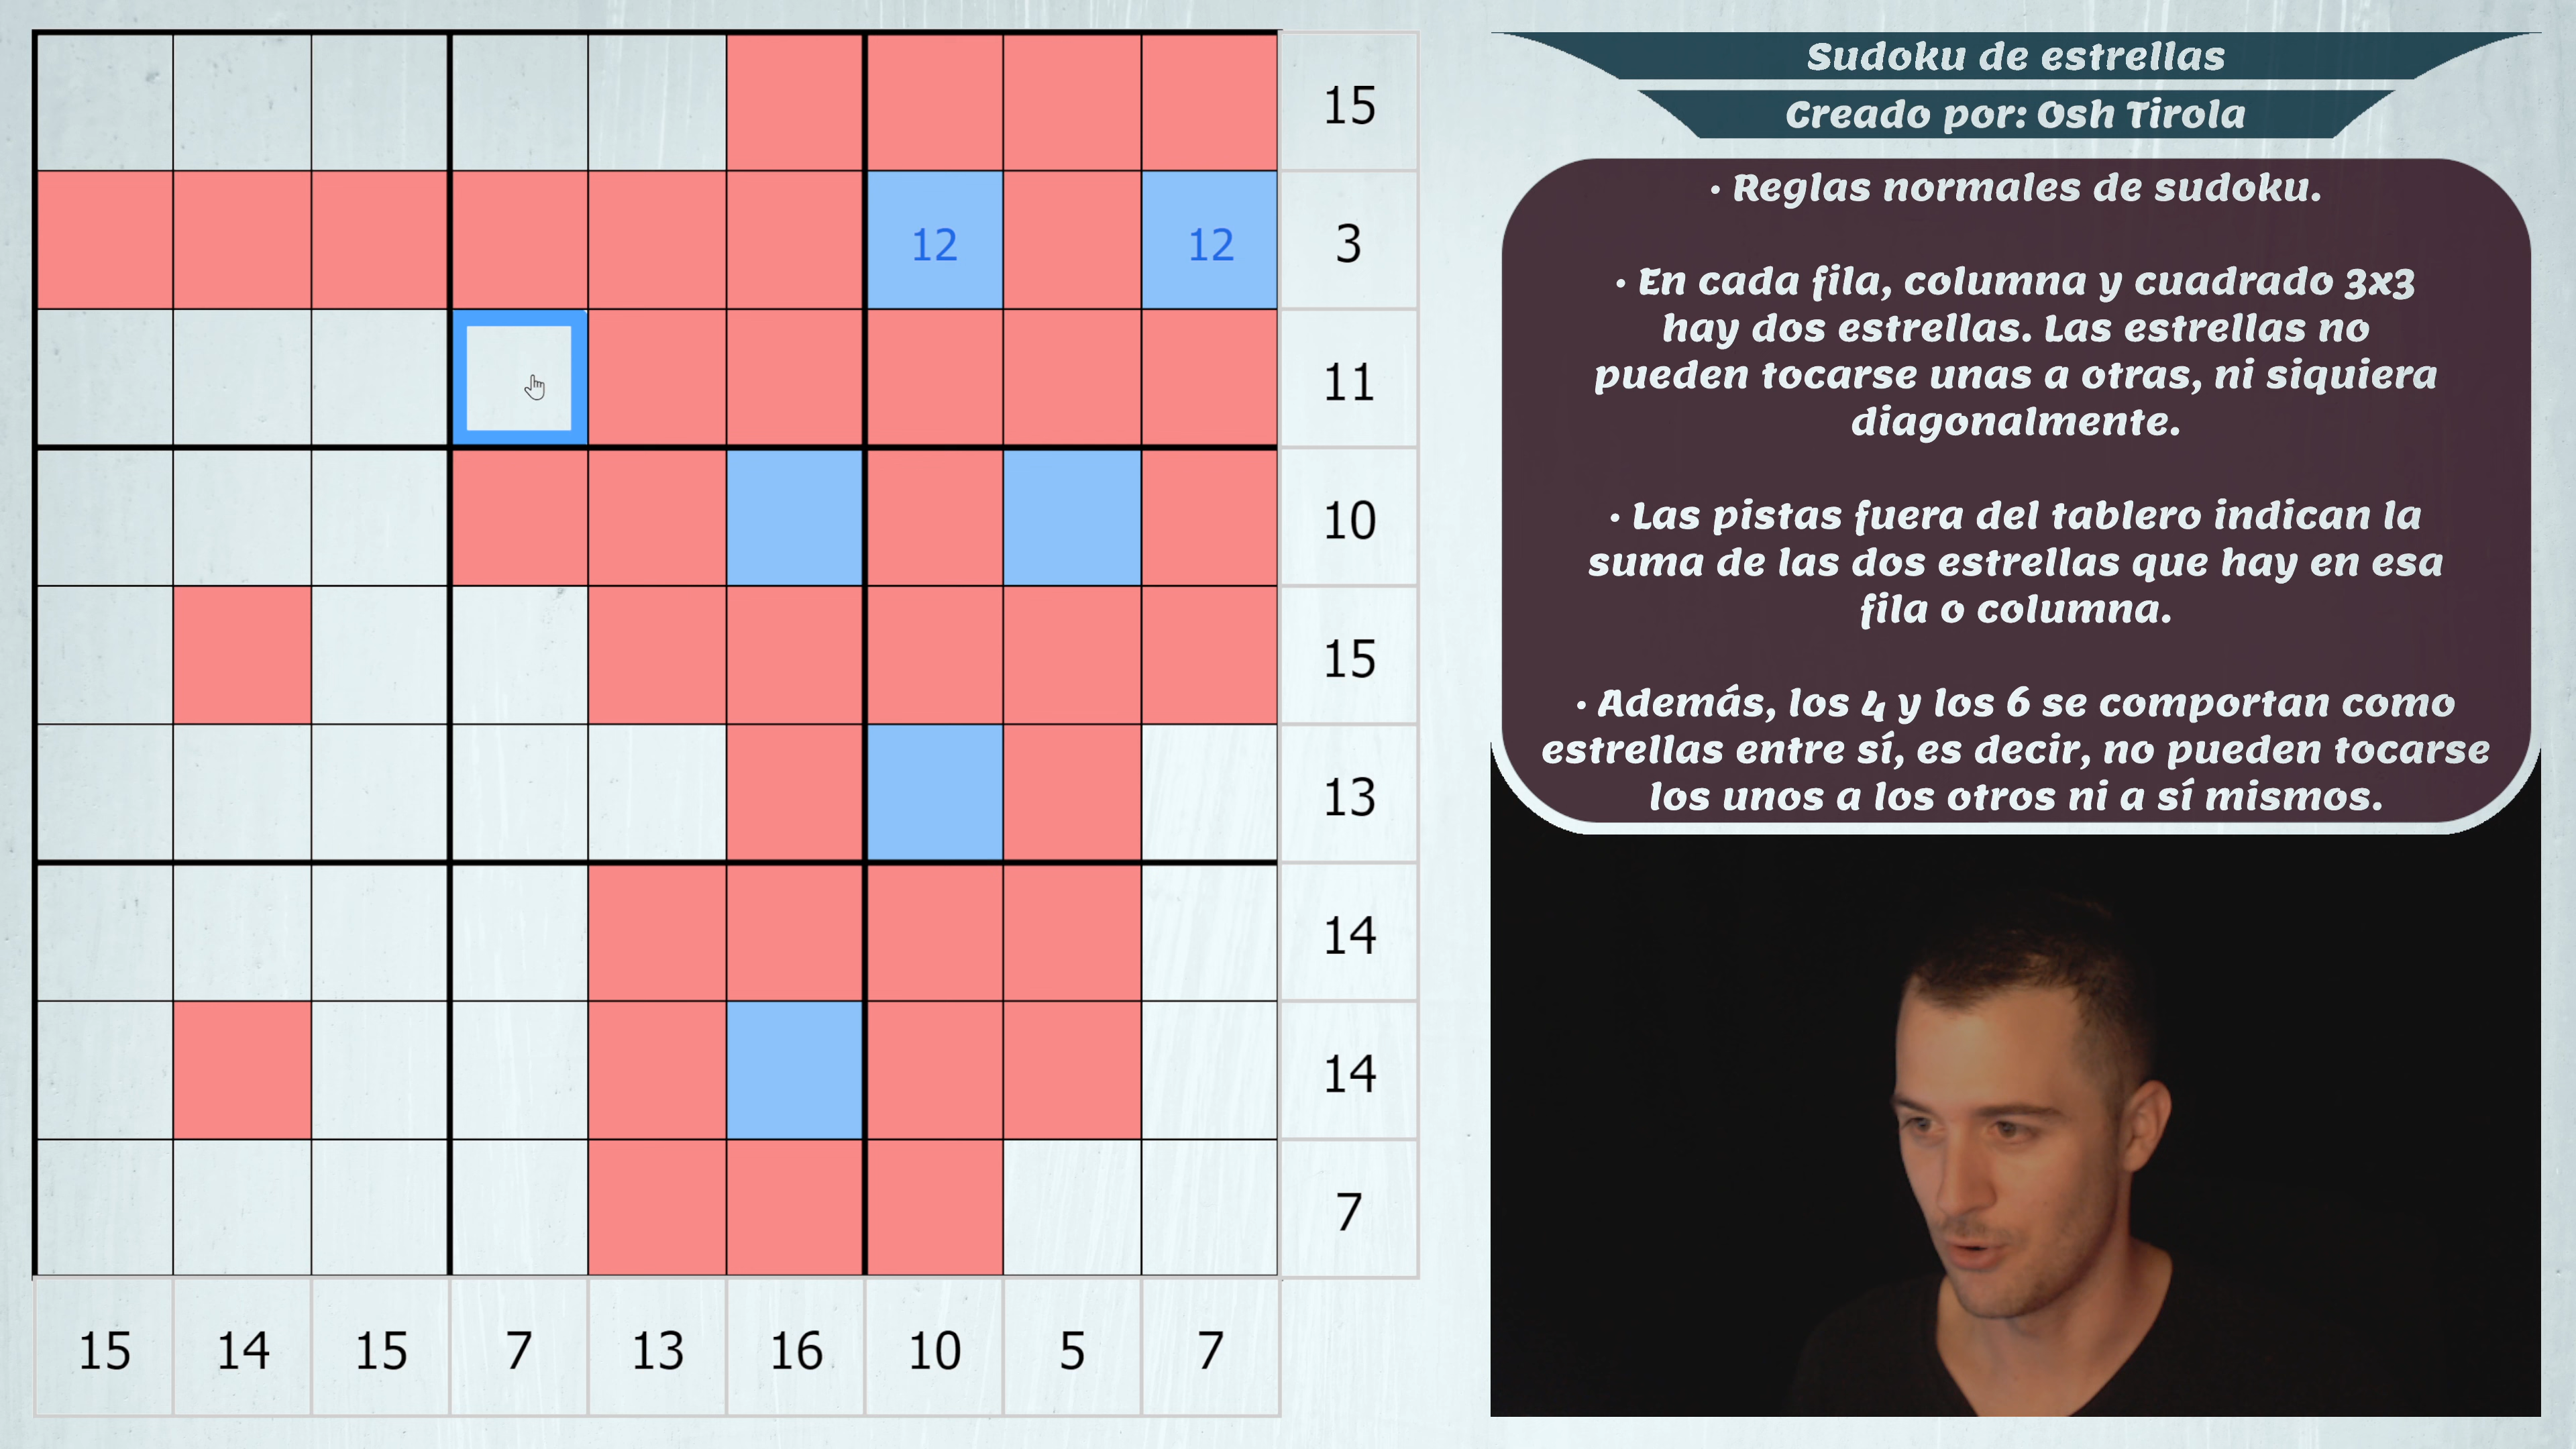 Sudoku de estrellas
Creado por: Osh Tirola
• Reglas normales de sudoku.
• En cada fila, columna y cuadrado 3x3
hay dos estrellas. Las estrellas no
pueden tocarse unas a otras, ni siquiera
diagonalmente.
• Las pistas fuera del tablero indican la
suma de las dos estrellas que hay en esa
fila o columna.
• Además, los 4 y los 6 se comportan como
estrellas entre sí, es decir, no pueden tocarse
los unos a los otros ni a sí mismos.
15
12 12 3
11
10
15
13
14
14
7
15 14 15 7 13 16 10 5 7